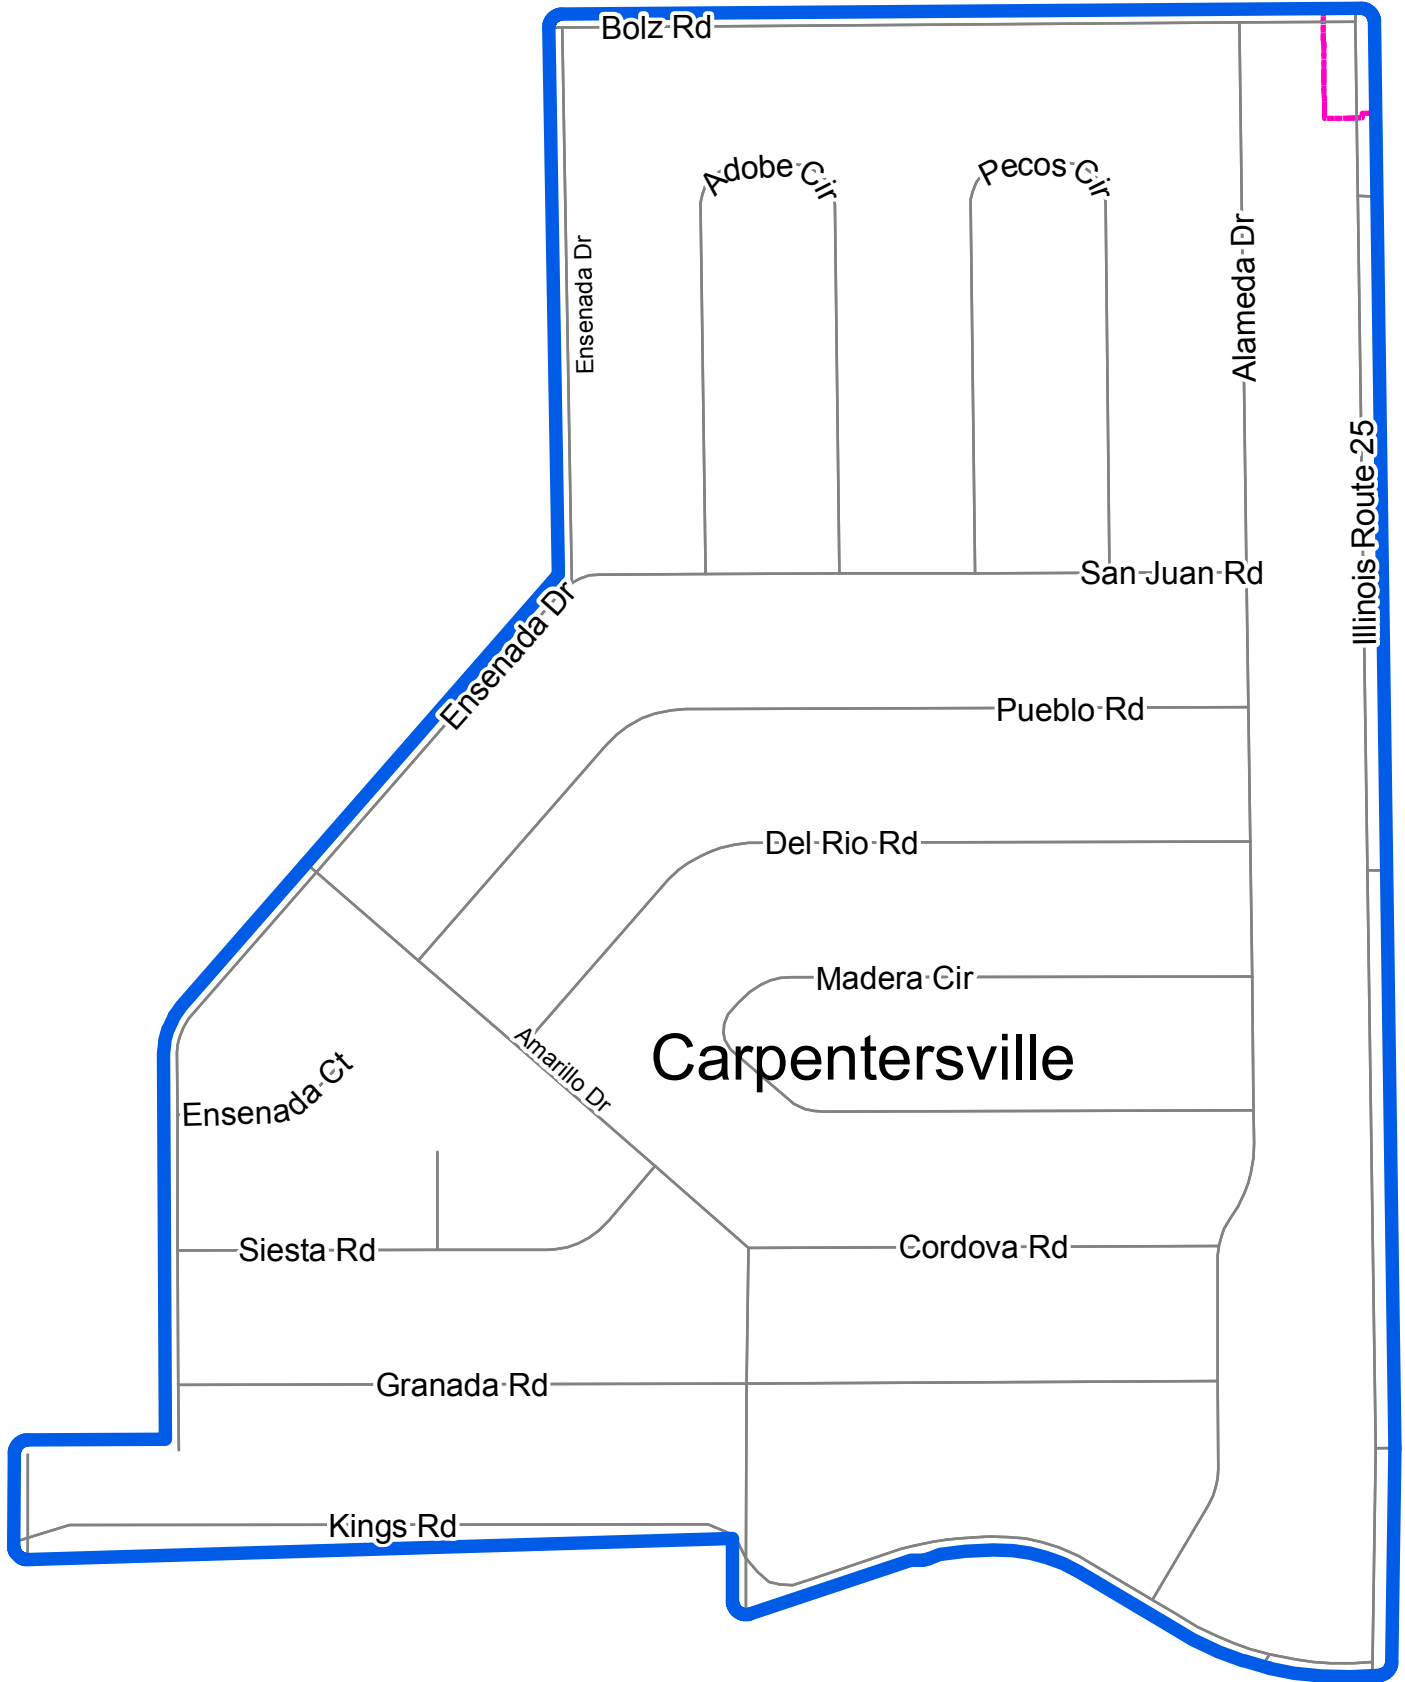 Bolz Rd
Adobe Cir
Pecos Cir
Ensenada Dr
Alameda Dr
Illinois Route 25
San Juan Rd
Ensenada Dr
Pueblo Rd
Del Rio Rd
Madera Cir
Carpentersville
Amarillo Dr
Ensenada Ct
Siesta Rd
Cordova Rd
Granada Rd
Kings Rd